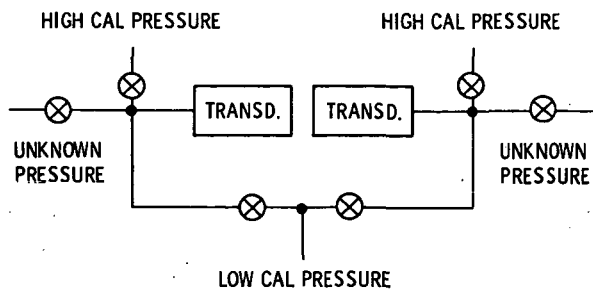 HIGH CAL PRESSURE
HIGH CAL PRESSURE
TRANSD.
TRANSD.
UNKNOWN
PRESSURE
UNKNOWN
PRESSURE
LOW CAL PRESSURE